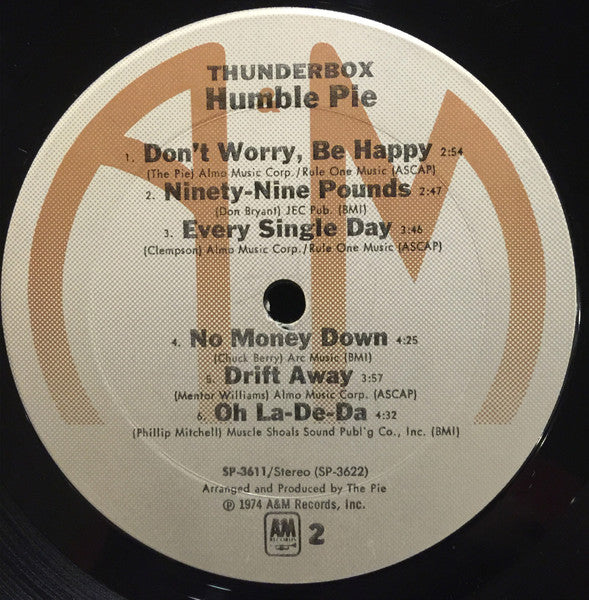 THUNDERBOX
Humble Pie
1. Don't Worry, Be Happy 2:54
(The Pie) Almo Music Corp./Rule One Music (ASCAP)
2. Ninety-Nine Pounds 2:47
(Don Bryant) JEC Pub. (BMI)
3. Every Single Day 3:46
(Clempson) Almo Music Corp./Rule One Music (ASCAP)
4. No Money Down 4:25
(Chuck Berry) Arc Music (BMI)
5. Drift Away 3:57
(Mentor Williams) Almo Music Corp. (ASCAP)
6. Oh La-De-Da 4:32
(Phillip Mitchell) Muscle Shoals Sound Publ'g Co., Inc. (BMI)
SP-3611/Stereo (SP-3622)
Arranged and Produced by The Pie
℗ 1974 A&M Records, Inc.
AM
RECORDS
2